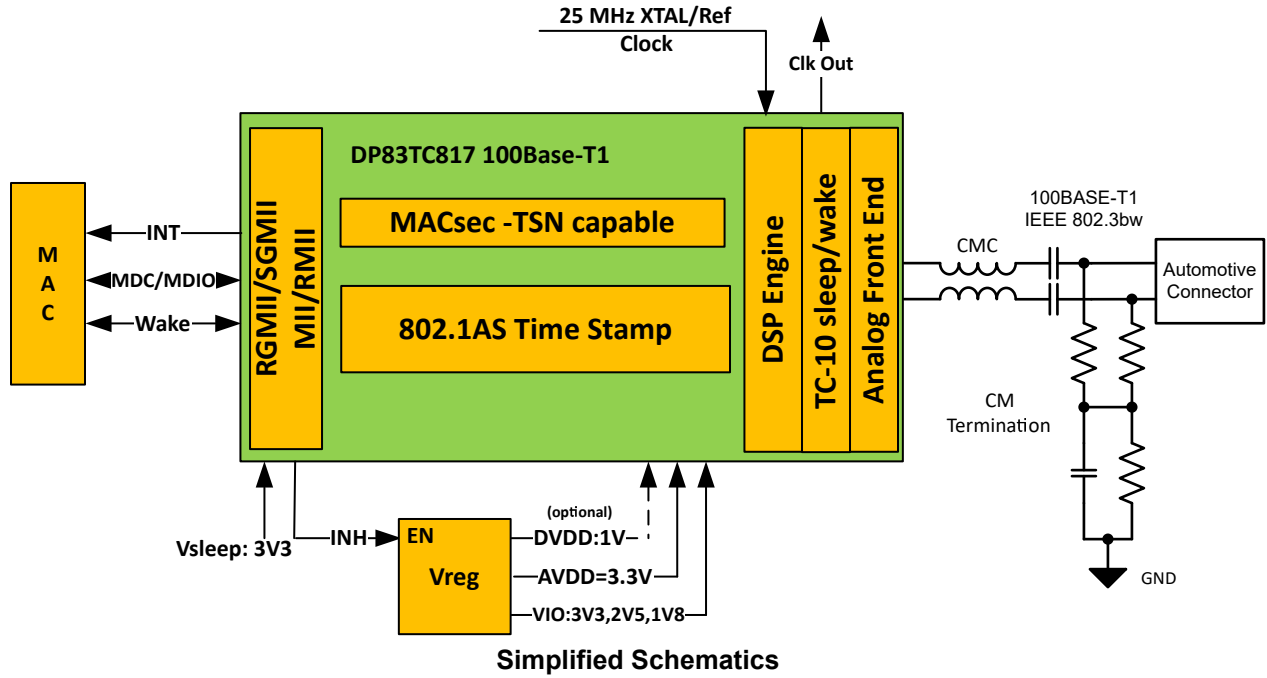 25 MHz XTAL/Ref
Clock
Clk Out
DP83TC817 100Base-T1
MACsec -TSN capable
802.1AS Time Stamp
RGMII/SGMII
MII/RMII
DSP Engine
TC-10 sleep/wake
Analog Front End
M
A
C
INT
MDC/MDIO
Wake
100BASE-T1
IEEE 802.3bw
CMC
Automotive
Connector
CM
Termination
GND
Vsleep: 3V3
INH
EN
Vreg
(optional)
DVDD:1V
AVDD=3.3V
VIO:3V3,2V5,1V8
Simplified Schematics